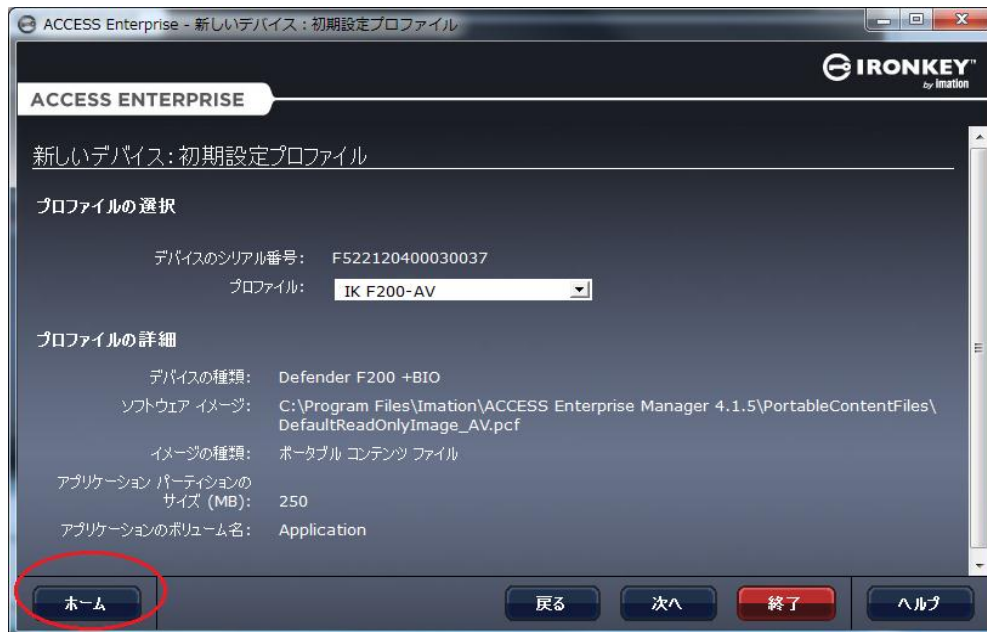 ACCESS Enterprise - 新しいデバイス：初期設定プロファイル
IRONKEY™
by imation
ACCESS ENTERPRISE
新しいデバイス：初期設定プロファイル
プロファイルの選択
デバイスのシリアル番号： F522120400030037
プロファイル： IK F200-AV
プロファイルの詳細
デバイスの種類： Defender F200 +BIO
ソフトウェア イメージ： C:\Program Files\Imation\ACCESS Enterprise Manager 4.1.5\PortableContentFiles\
DefaultReadOnlyImage_AV.pcf
イメージの種類： ポータブル コンテンツ ファイル
アプリケーション パーティションの
サイズ (MB)： 250
アプリケーションのボリューム名： Application
ホーム 戻る 次へ 終了 ヘルプ